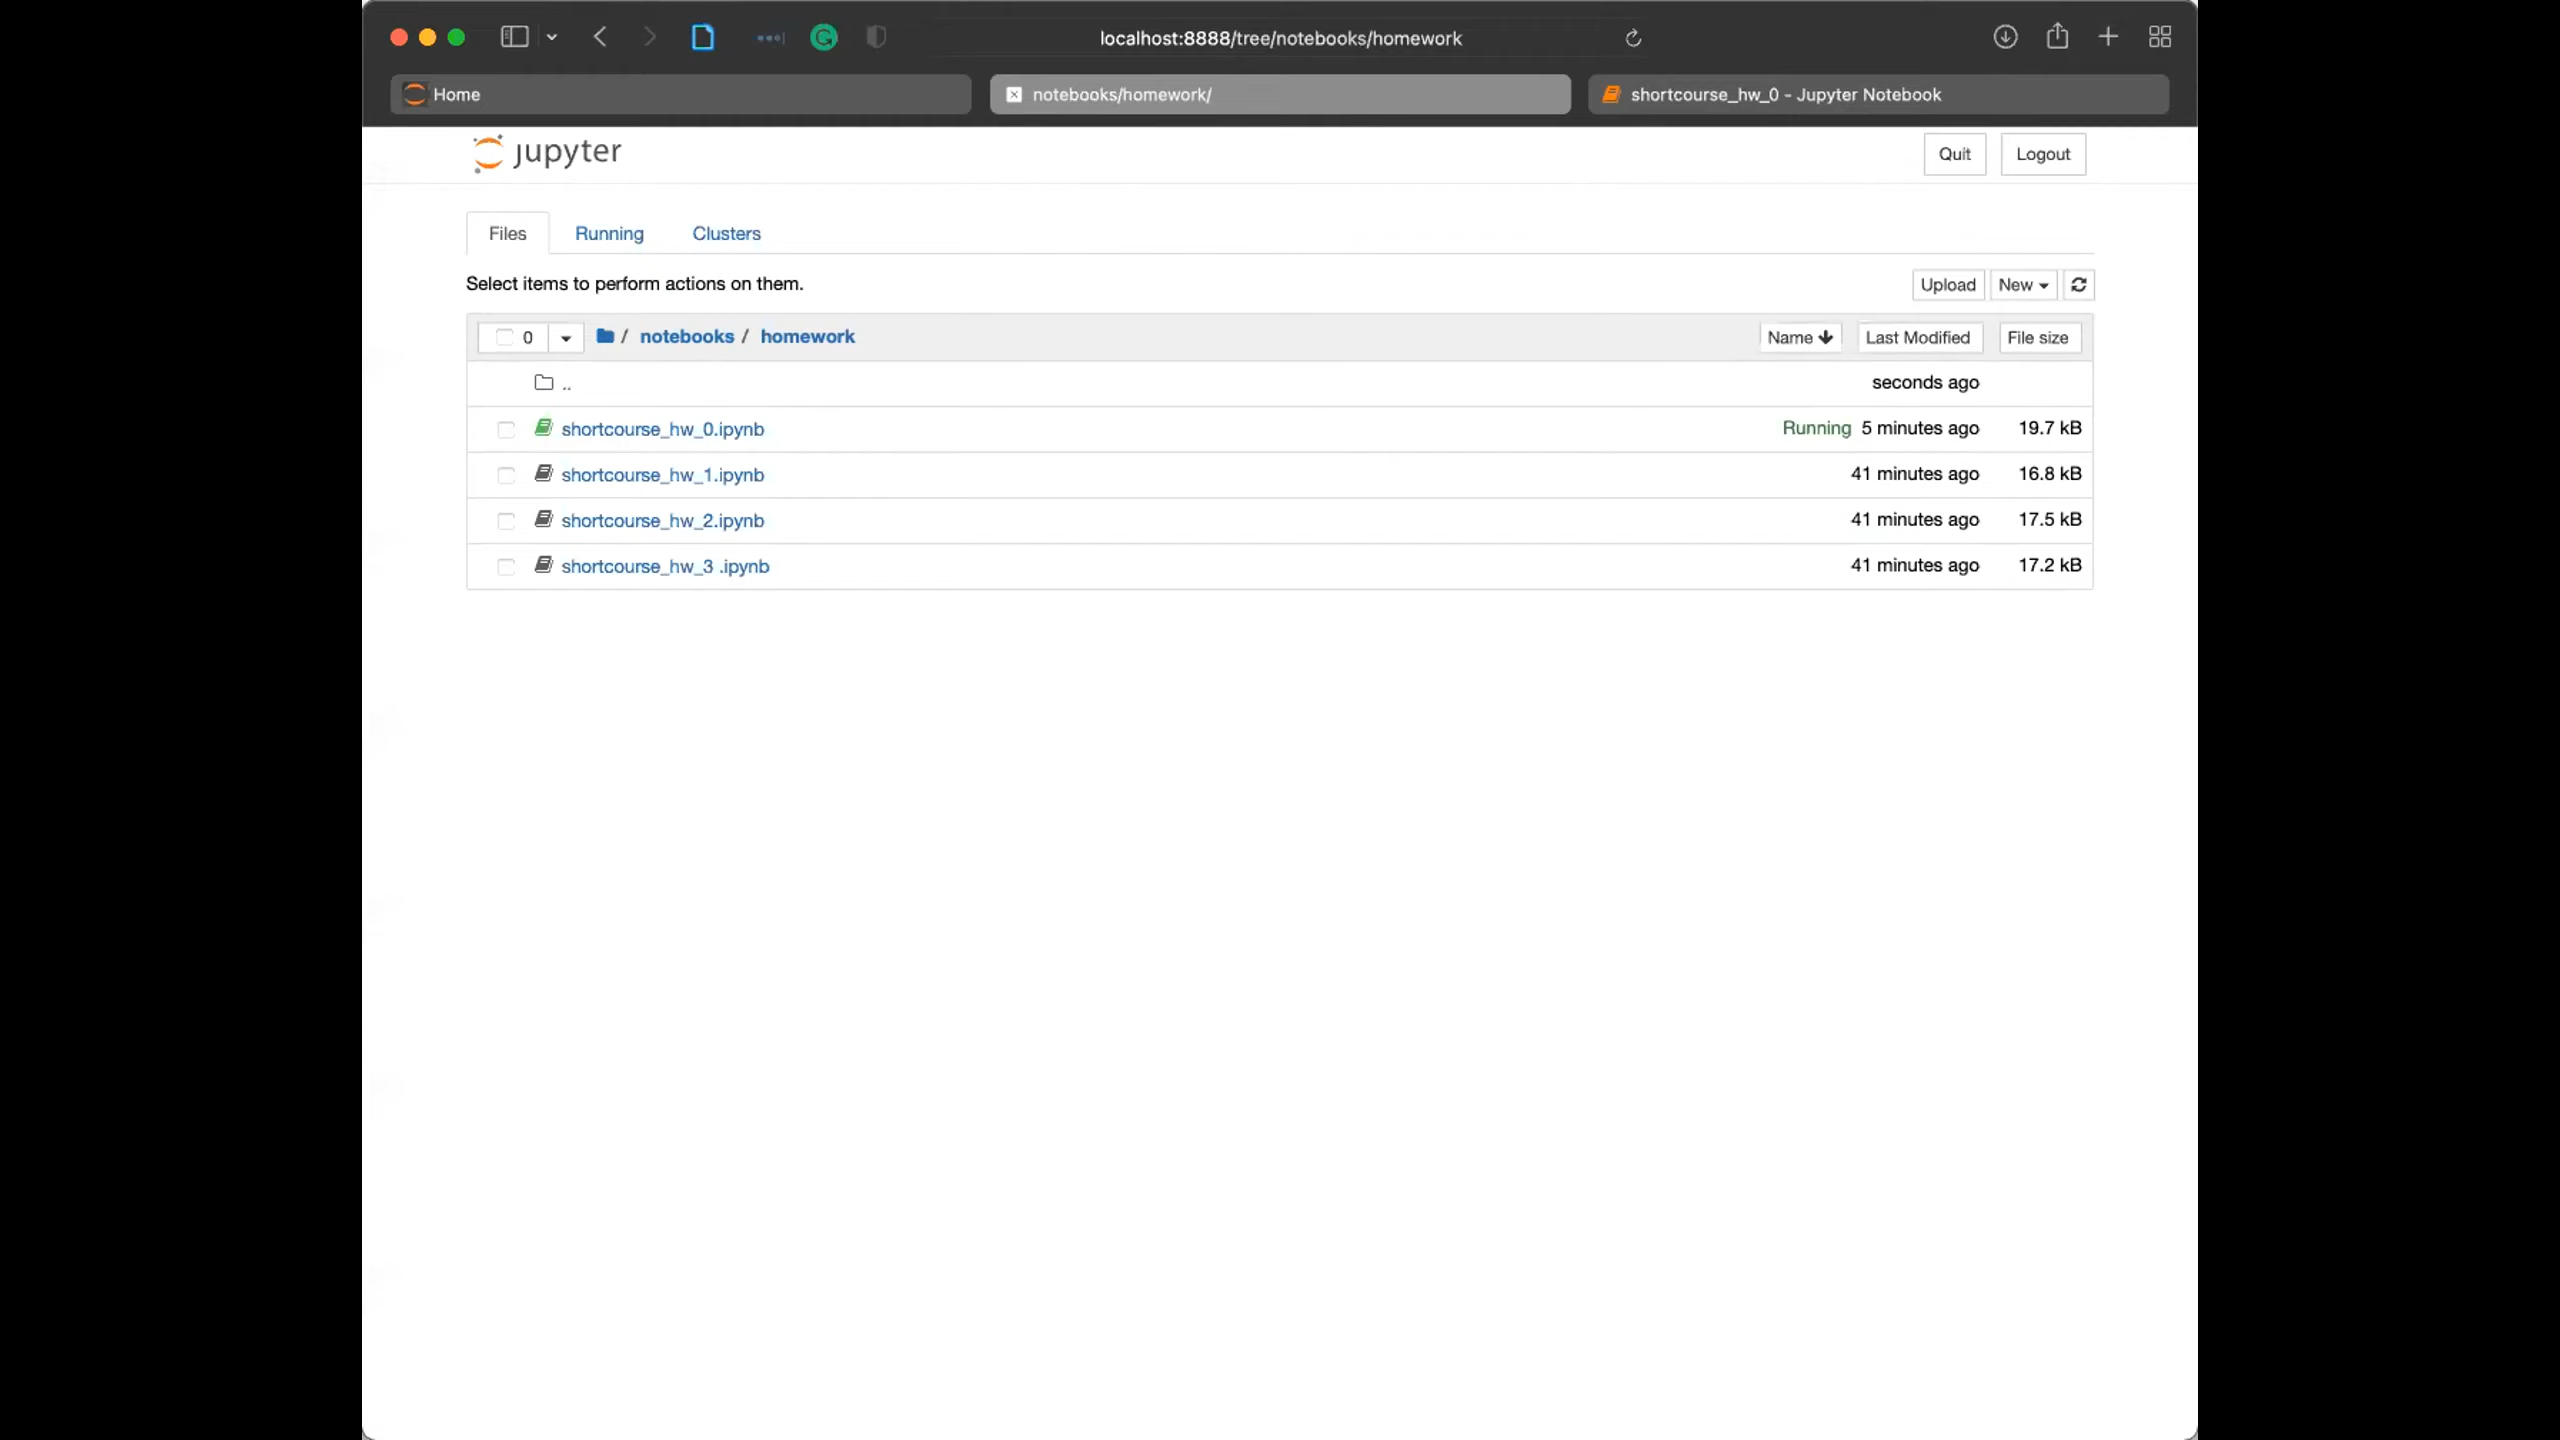 localhost:8888/tree/notebooks/homework
Home
notebooks/homework/
shortcourse_hw_0 - Jupyter Notebook
jupyter
Quit
Logout
Files
Running
Clusters
Select items to perform actions on them.
Upload
New
0
/ notebooks / homework
Name
Last Modified
File size
..
seconds ago
shortcourse_hw_0.ipynb
Running 5 minutes ago
19.7 kB
shortcourse_hw_1.ipynb
41 minutes ago
16.8 kB
shortcourse_hw_2.ipynb
41 minutes ago
17.5 kB
shortcourse_hw_3 .ipynb
41 minutes ago
17.2 kB